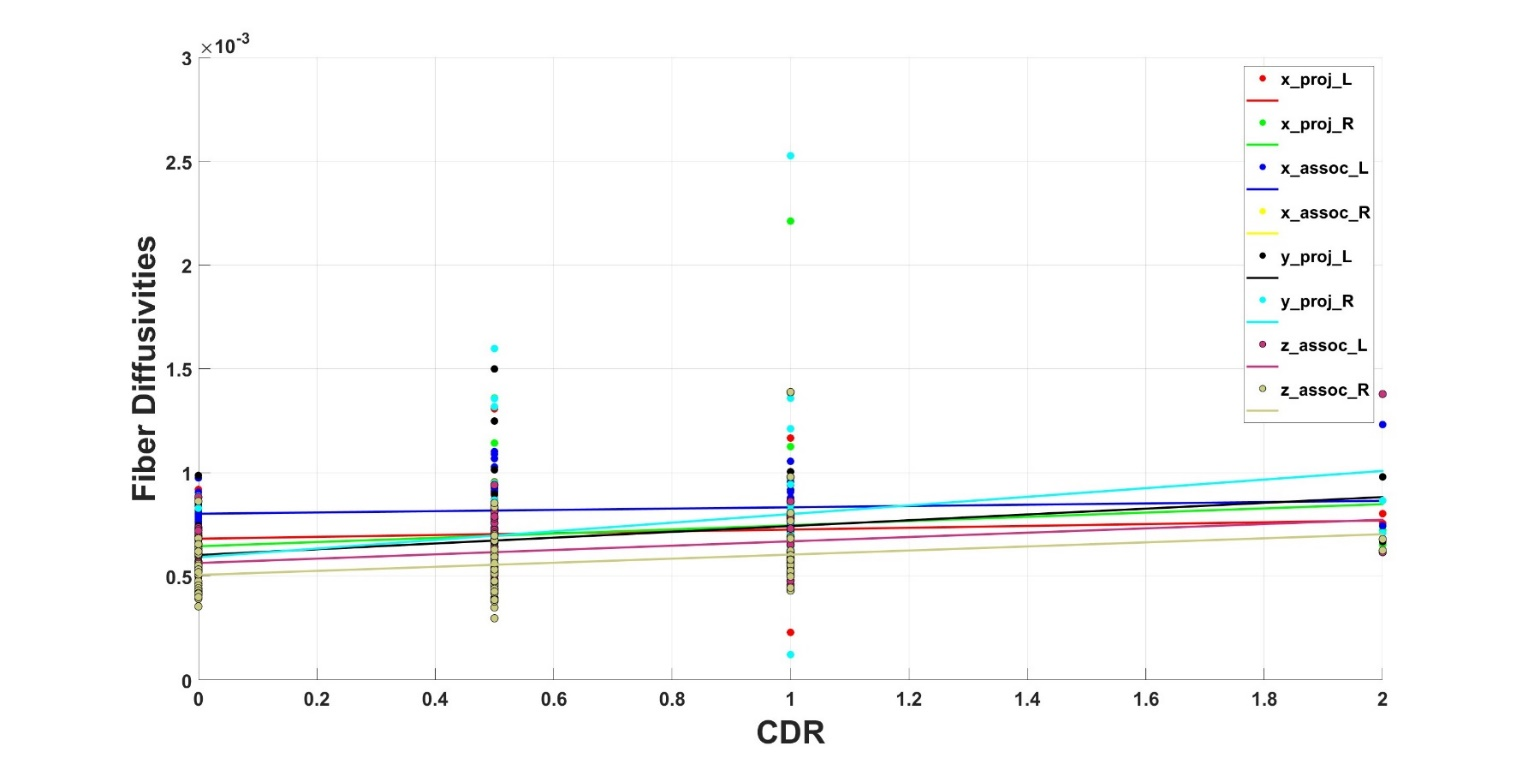 ×10-3
3
2.5
2
1.5
1
0.5
0
Fiber Diffusivities
0 0.2 0.4 0.6 0.8 1 1.2 1.4 1.6 1.8 2
CDR
x_proj_L
x_proj_R
x_assoc_L
x_assoc_R
y_proj_L
y_proj_R
z_assoc_L
z_assoc_R